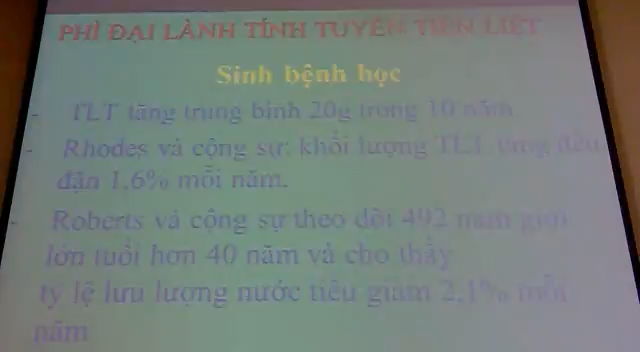 PHÌ ĐẠI LÀNH TÍNH TUYẾN TIỀN LIỆT
Sinh bệnh học
- TLT tăng trung bình 20g trong 10 năm
- Rhodes và cộng sự: khối lượng TLT tăng đều
đặn 1,6% mỗi năm.
- Roberts và cộng sự theo dõi 492 nam giới
lớn tuổi hơn 40 năm và cho thấy
tỷ lệ lưu lượng nước tiểu giảm 2,1% mỗi
năm